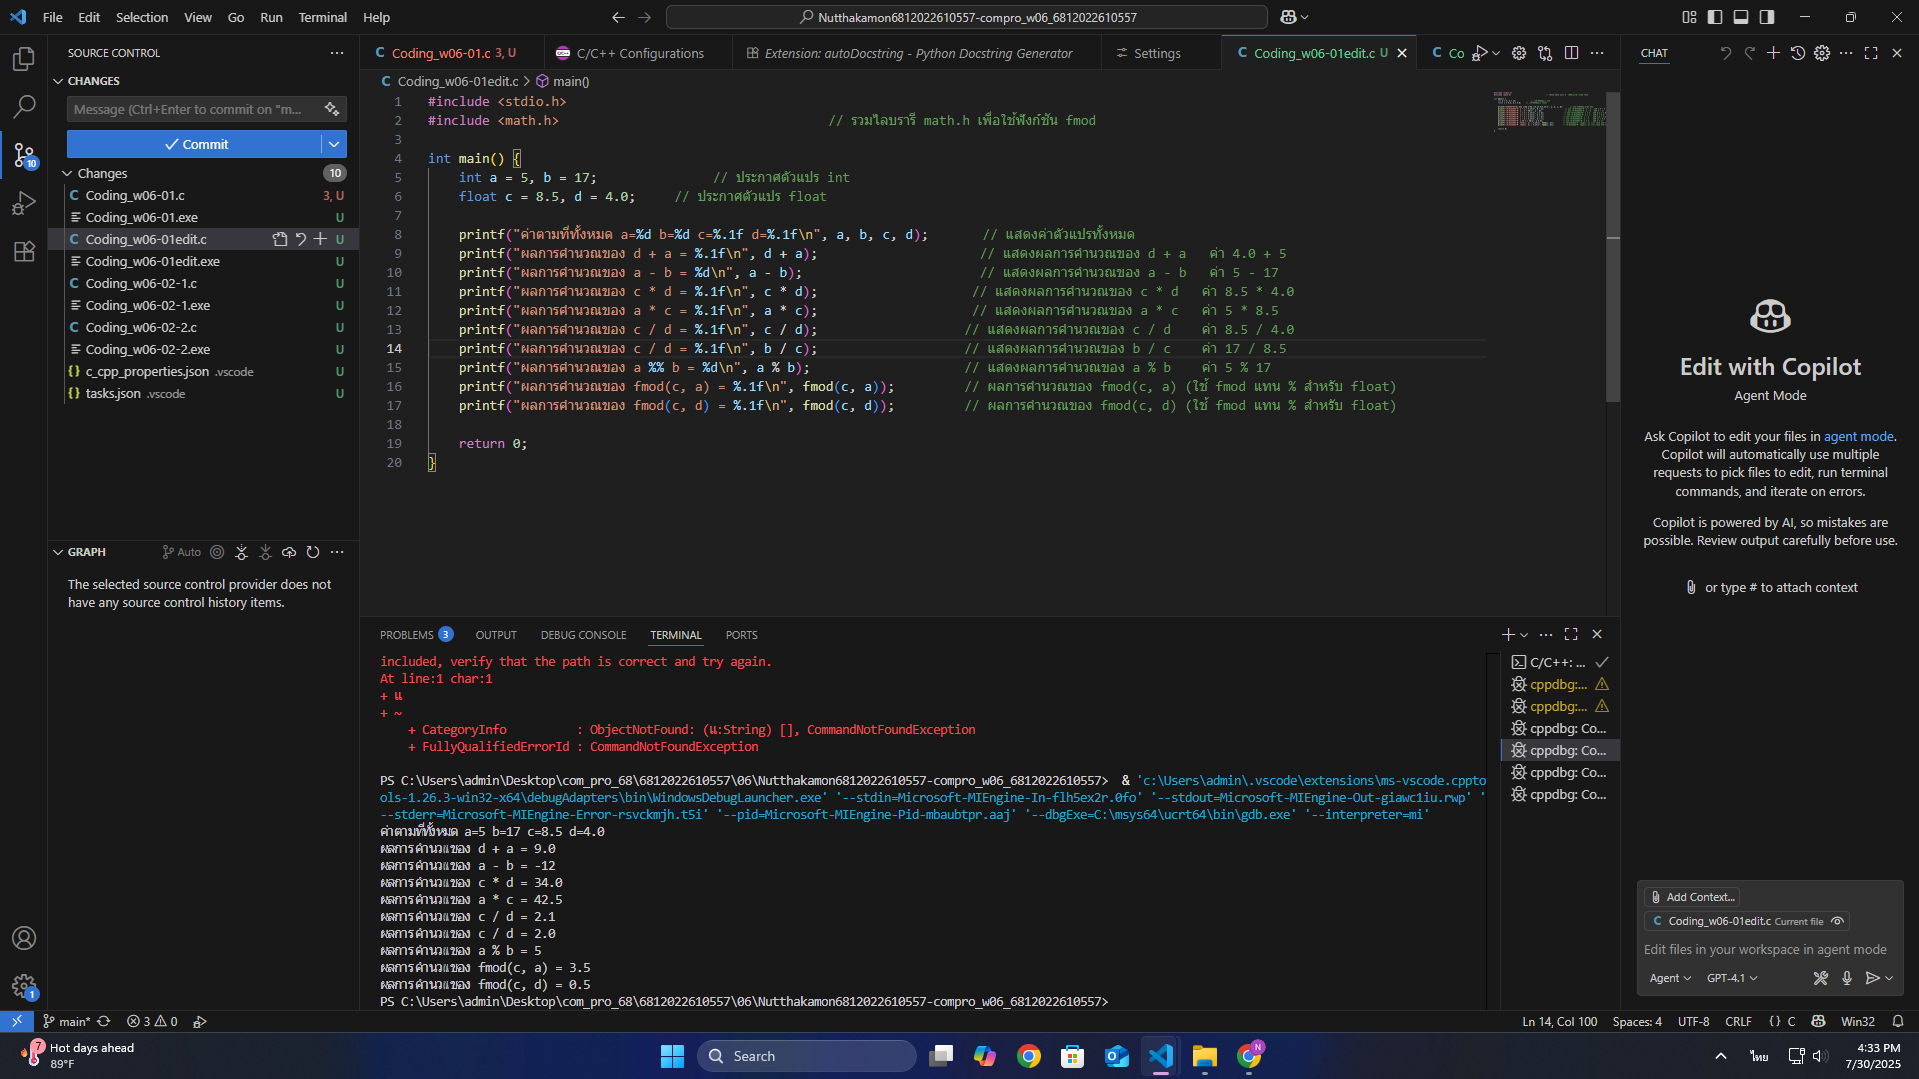 File Edit Selection View Go Run Terminal Help
Nutthakamon6812022610557-compro_w06_6812022610557
SOURCE CONTROL
CHANGES
Message (Ctrl+Enter to commit on "m...
Commit
Changes 10
Coding_w06-01.c 3, U
Coding_w06-01.exe U
Coding_w06-01edit.c U
Coding_w06-01edit.exe U
Coding_w06-02-1.c U
Coding_w06-02-1.exe U
Coding_w06-02-2.c U
Coding_w06-02-2.exe U
c_cpp_properties.json .vscode U
tasks.json .vscode U
GRAPH Auto
The selected source control provider does not
have any source control history items.
Coding_w06-01.c 3, U C/C++ Configurations Extension: autoDocstring - Python Docstring Generator Settings Coding_w06-01edit.c U Co
Coding_w06-01edit.c > main()
1 #include <stdio.h>
2 #include <math.h> // รวมไลบรารี math.h เพื่อใช้ฟังก์ชัน fmod
3
4 int main() {
5 int a = 5, b = 17; // ประกาศตัวแปร int
6 float c = 8.5, d = 4.0; // ประกาศตัวแปร float
7
8 printf("ค่าตามที่ทั้งหมด a=%d b=%d c=%.1f d=%.1f\n", a, b, c, d); // แสดงค่าตัวแปรทั้งหมด
9 printf("ผลการคำนวณของ d + a = %.1f\n", d + a); // แสดงผลการคำนวณของ d + a ค่า 4.0 + 5
10 printf("ผลการคำนวณของ a - b = %d\n", a - b); // แสดงผลการคำนวณของ a - b ค่า 5 - 17
11 printf("ผลการคำนวณของ c * d = %.1f\n", c * d); // แสดงผลการคำนวณของ c * d ค่า 8.5 * 4.0
12 printf("ผลการคำนวณของ a * c = %.1f\n", a * c); // แสดงผลการคำนวณของ a * c ค่า 5 * 8.5
13 printf("ผลการคำนวณของ c / d = %.1f\n", c / d); // แสดงผลการคำนวณของ c / d ค่า 8.5 / 4.0
14 printf("ผลการคำนวณของ c / d = %.1f\n", b / c); // แสดงผลการคำนวณของ b / c ค่า 17 / 8.5
15 printf("ผลการคำนวณของ a %% b = %d\n", a % b); // แสดงผลการคำนวณของ a % b ค่า 5 % 17
16 printf("ผลการคำนวณของ fmod(c, a) = %.1f\n", fmod(c, a)); // ผลการคำนวณของ fmod(c, a) (ใช้ fmod แทน % สำหรับ float)
17 printf("ผลการคำนวณของ fmod(c, d) = %.1f\n", fmod(c, d)); // ผลการคำนวณของ fmod(c, d) (ใช้ fmod แทน % สำหรับ float)
18
19 return 0;
20 }
PROBLEMS 3 OUTPUT DEBUG CONSOLE TERMINAL PORTS
included, verify that the path is correct and try again.
At line:1 char:1
+ แ
+ ~
+ CategoryInfo : ObjectNotFound: (แ:String) [], CommandNotFoundException
+ FullyQualifiedErrorId : CommandNotFoundException
PS C:\Users\admin\Desktop\com_pro_68\6812022610557\06\Nutthakamon6812022610557-compro_w06_6812022610557> & 'c:\Users\admin\.vscode\extensions\ms-vscode.cppto
ols-1.26.3-win32-x64\debugAdapters\bin\WindowsDebugLauncher.exe' '--stdin=Microsoft-MIEngine-In-flh5ex2r.0fo' '--stdout=Microsoft-MIEngine-Out-giawc1iu.rwp' '
--stderr=Microsoft-MIEngine-Error-rsvckmjh.t5i' '--pid=Microsoft-MIEngine-Pid-mbaubtpr.aaj' '--dbgExe=C:\msys64\ucrt64\bin\gdb.exe' '--interpreter=mi'
ค่าตามที่ทั้งหมด a=5 b=17 c=8.5 d=4.0
ผลการคำนวณของ d + a = 9.0
ผลการคำนวณของ a - b = -12
ผลการคำนวณของ c * d = 34.0
ผลการคำนวณของ a * c = 42.5
ผลการคำนวณของ c / d = 2.1
ผลการคำนวณของ c / d = 2.0
ผลการคำนวณของ a % b = 5
ผลการคำนวณของ fmod(c, a) = 3.5
ผลการคำนวณของ fmod(c, d) = 0.5
PS C:\Users\admin\Desktop\com_pro_68\6812022610557\06\Nutthakamon6812022610557-compro_w06_6812022610557>
C/C++: ...
cppdbg:...
cppdbg:...
cppdbg: Co...
cppdbg: Co...
cppdbg: Co...
cppdbg: Co...
CHAT
Edit with Copilot
Agent Mode
Ask Copilot to edit your files in agent mode.
Copilot will automatically use multiple
requests to pick files to edit, run terminal
commands, and iterate on errors.
Copilot is powered by AI, so mistakes are
possible. Review output carefully before use.
or type # to attach context
Add Context...
Coding_w06-01edit.c Current file
Edit files in your workspace in agent mode
Agent GPT-4.1
10
1
main* 3 0
Ln 14, Col 100 Spaces: 4 UTF-8 CRLF {} C Win32
7 Hot days ahead
89°F
Search
N
ไทย
4:33 PM
7/30/2025